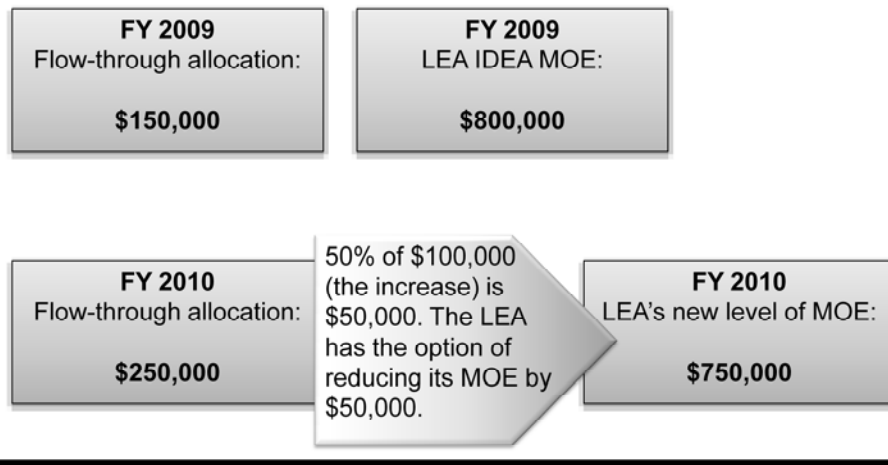 FY 2009
Flow-through allocation:
$150,000
FY 2009
LEA IDEA MOE:
$800,000
FY 2010
Flow-through allocation:
$250,000
50% of $100,000
(the increase) is
$50,000. The LEA
has the option of
reducing its MOE by
$50,000.
FY 2010
LEA's new level of MOE:
$750,000